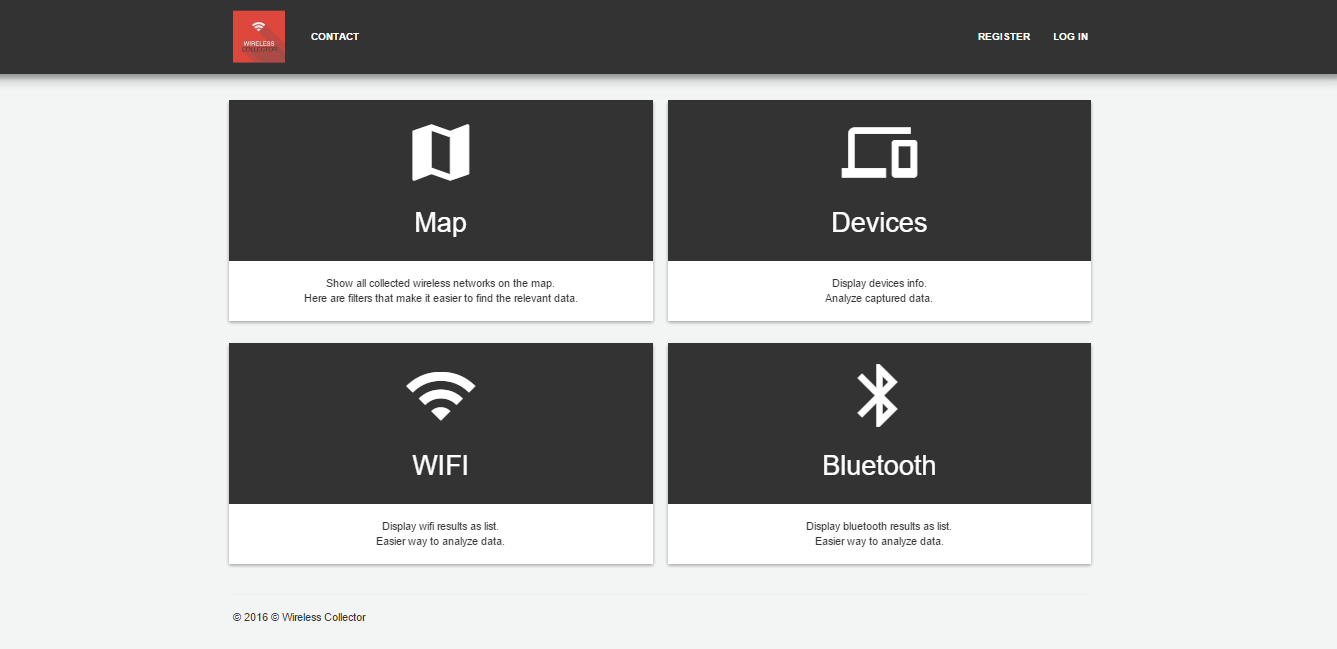 WIRELESS
COLLECTOR
CONTACT
REGISTER
LOG IN
Map
Show all collected wireless networks on the map.
Here are filters that make it easier to find the relevant data.
Devices
Display devices info.
Analyze captured data.
WIFI
Display wifi results as list.
Easier way to analyze data.
Bluetooth
Display bluetooth results as list.
Easier way to analyze data.
© 2016 © Wireless Collector